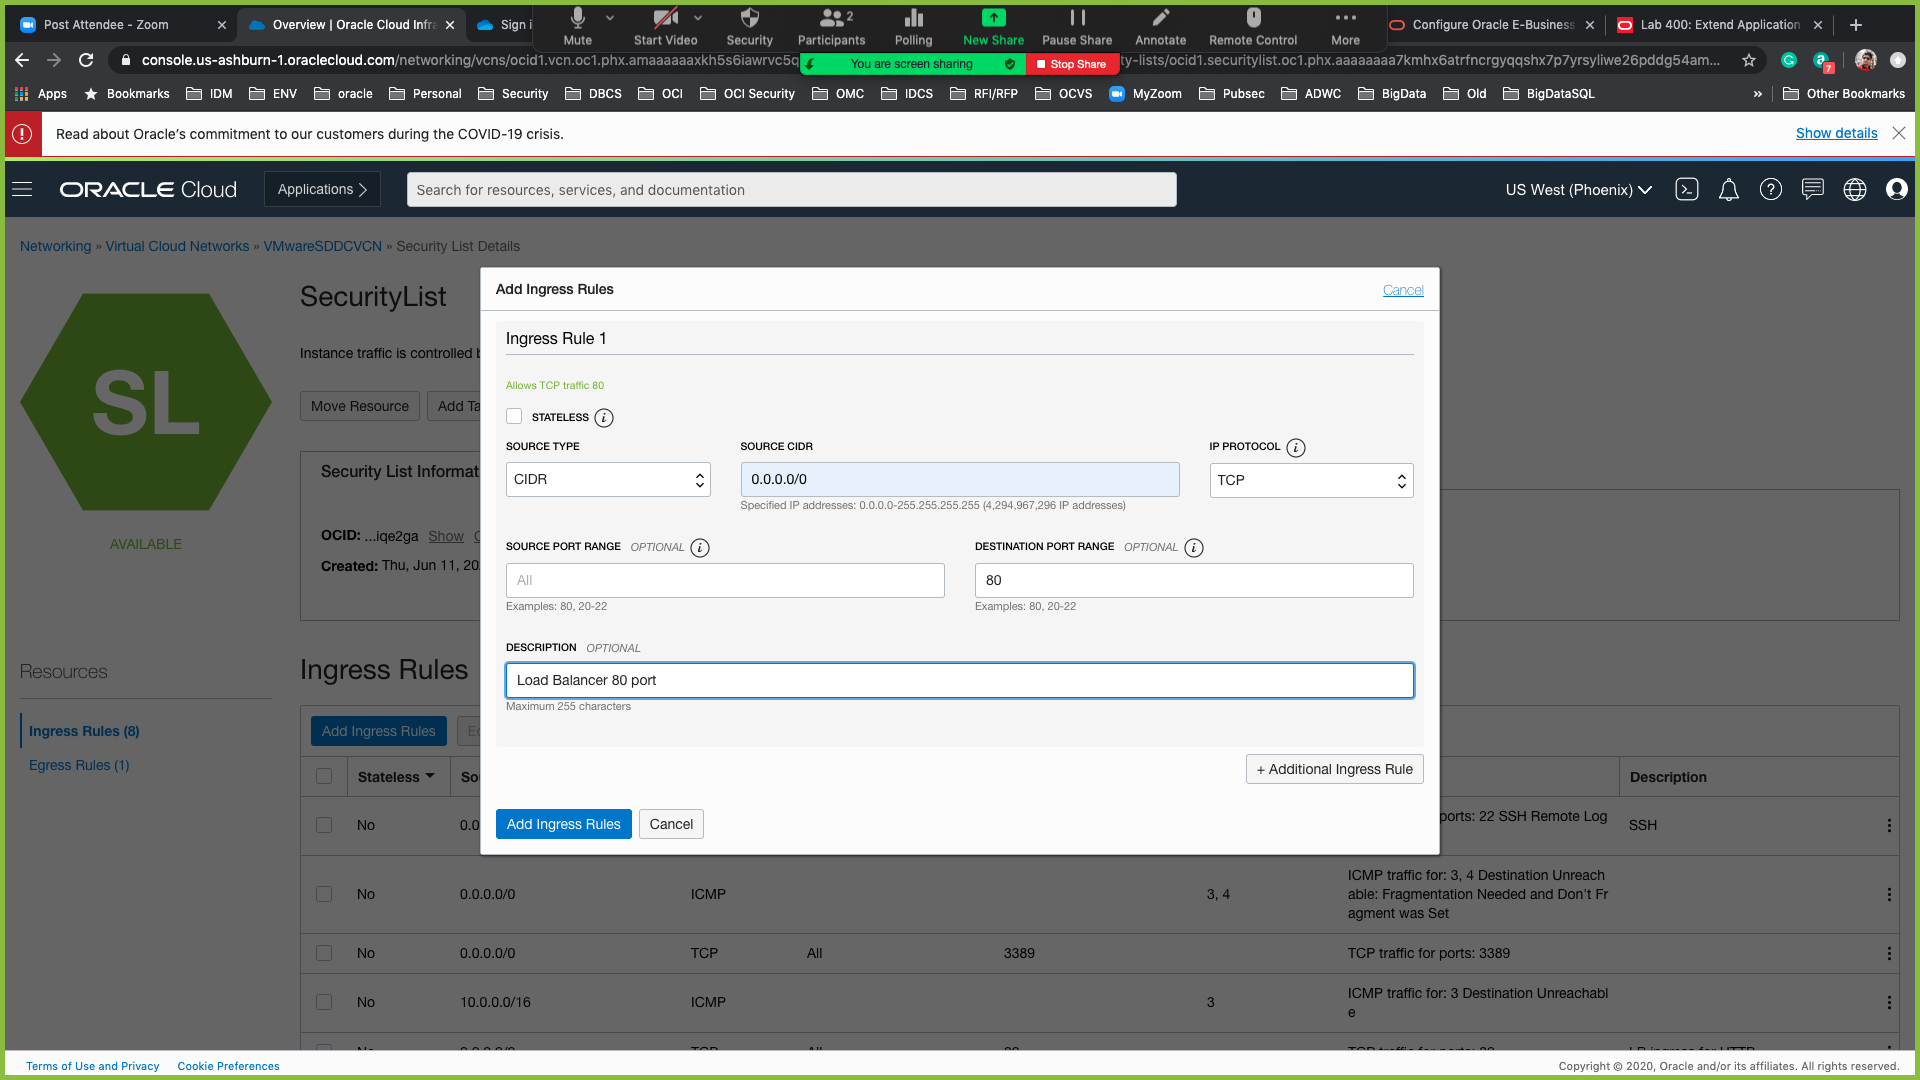 Post Attendee - Zoom
Overview | Oracle Cloud Infra
Sign i
Configure Oracle E-Business
Lab 400: Extend Application
Mute
Start Video
Security
2
Participants
Polling
New Share
Pause Share
Annotate
Remote Control
More
console.us-ashburn-1.oraclecloud.com/networking/vcns/ocid1.vcn.oc1.phx.amaaaaaaxkh5s6iawrvc5q
You are screen sharing
Stop Share
ty-lists/ocid1.securitylist.oc1.phx.aaaaaaaa7kmhx6atrfncrgyqqshx7p7yrsyliwe26pddg54am...
7
Apps
Bookmarks
IDM
ENV
oracle
Personal
Security
DBCS
OCI
OCI Security
OMC
IDCS
RFI/RFP
OCVS
MyZoom
Pubsec
ADWC
BigData
Old
BigDataSQL
»
Other Bookmarks
Read about Oracle's commitment to our customers during the COVID-19 crisis.
Show details
ORACLE Cloud
Applications
Search for resources, services, and documentation
US West (Phoenix)
Networking » Virtual Cloud Networks » VMwareSDDCVCN » Security List Details
SL
AVAILABLE
SecurityList
Instance traffic is controlled
Move Resource
Add Ta
Security List Informat
OCID: ...iqe2ga Show
Created: Thu, Jun 11, 20
Add Ingress Rules
Cancel
Ingress Rule 1
Allows TCP traffic 80
STATELESS
SOURCE TYPE
SOURCE CIDR
IP PROTOCOL
CIDR
0.0.0.0/0
TCP
Specified IP addresses: 0.0.0.0-255.255.255.255 (4,294,967,296 IP addresses)
SOURCE PORT RANGE OPTIONAL
DESTINATION PORT RANGE OPTIONAL
All
80
Examples: 80, 20-22
Examples: 80, 20-22
DESCRIPTION OPTIONAL
Load Balancer 80 port
Maximum 255 characters
+ Additional Ingress Rule
Add Ingress Rules
Cancel
Resources
Ingress Rules (8)
Egress Rules (1)
Ingress Rules
Add Ingress Rules
Stateless
So
Description
No
0.0
ports: 22 SSH Remote Log
SSH
No
0.0.0.0/0
ICMP
3, 4
ICMP traffic for: 3, 4 Destination Unreach
able: Fragmentation Needed and Don't Fr
agment was Set
No
0.0.0.0/0
TCP
All
3389
TCP traffic for ports: 3389
No
10.0.0.0/16
ICMP
3
ICMP traffic for: 3 Destination Unreachabl
e
Terms of Use and Privacy
Cookie Preferences
Copyright © 2020, Oracle and/or its affiliates. All rights reserved.